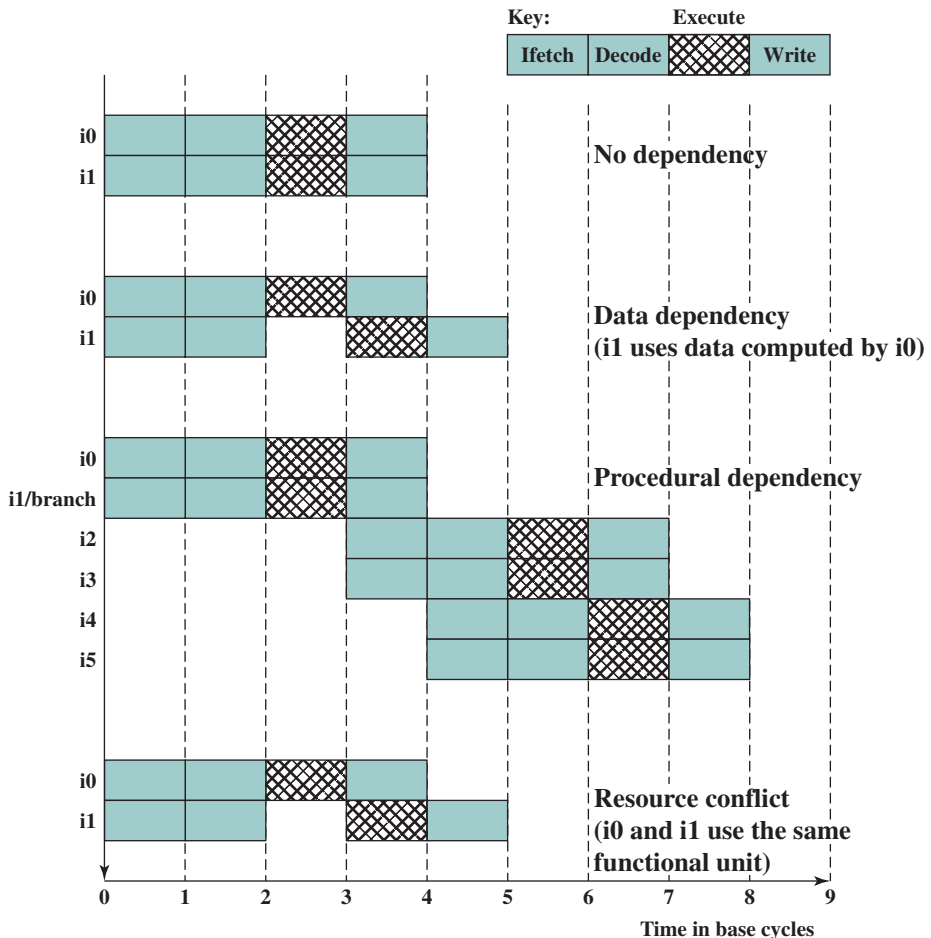 Key:
Execute
Ifetch Decode Write
i0
i1
No dependency
i0
i1
Data dependency
(i1 uses data computed by i0)
i0
i1/branch
i2
i3
i4
i5
Procedural dependency
i0
i1
Resource conflict
(i0 and i1 use the same
functional unit)
0 1 2 3 4 5 6 7 8 9
Time in base cycles